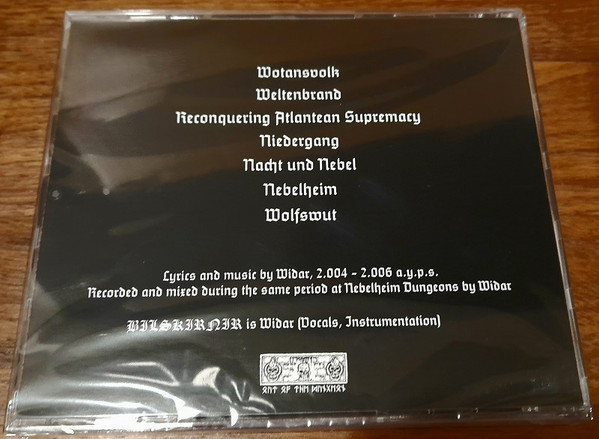 Wotansvolk
Weltenbrand
Reconquering Atlantean Supremacy
Niedergang
Nacht und Nebel
Nebelheim
Wolfswut
Lyrics and music by Widar, 2.004 - 2.006 a.y.p.s.
Recorded and mixed during the same period at Nebelheim Dungeons by Widar
BILSKIRNIR is Widar (Vocals, Instrumentation)